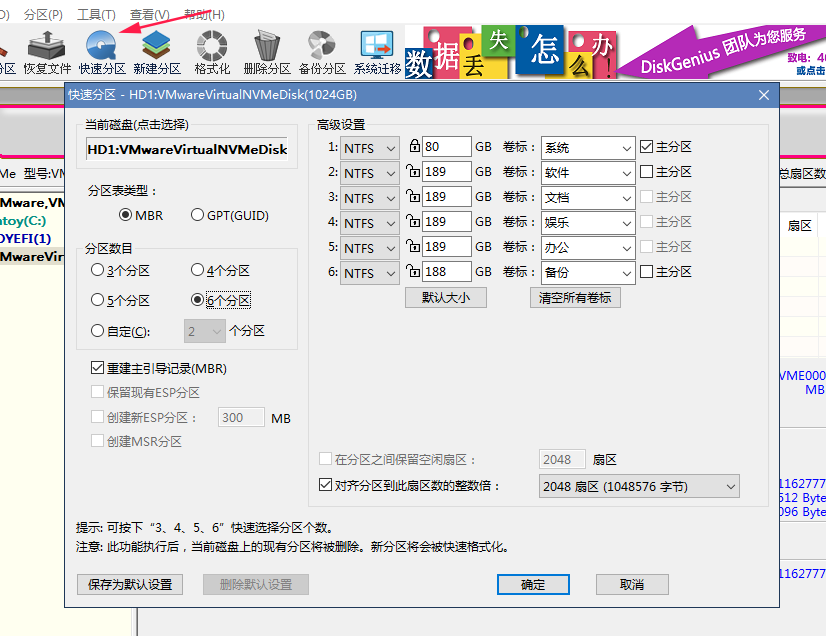 分区(P) 工具(T) 查看(V) 帮助(H)
分区 恢复文件 快速分区 新建分区 格式化 删除分区 备份分区 系统迁移
数据丢失怎么办!
DiskGenius 团队为您服务
致电: 40
或点击
快速分区 - HD1:VMwareVirtualNVMeDisk(1024GB)
当前磁盘(点击选择)
HD1:VMwareVirtualNVMeDisk
分区表类型：
MBR GPT(GUID)
分区数目
3个分区 4个分区
5个分区 6个分区
自定(C): 2 个分区
重建主引导记录(MBR)
保留现有ESP分区
创建新ESP分区： 300 MB
创建MSR分区
高级设置
1: NTFS 80 GB 卷标： 系统 主分区
2: NTFS 189 GB 卷标： 软件 主分区
3: NTFS 189 GB 卷标： 文档 主分区
4: NTFS 189 GB 卷标： 娱乐 主分区
5: NTFS 189 GB 卷标： 办公 主分区
6: NTFS 188 GB 卷标： 备份 主分区
默认大小 清空所有卷标
在分区之间保留空闲扇区： 2048 扇区
对齐分区到此扇区数的整数倍： 2048 扇区 (1048576 字节)
提示: 可按下“3、4、5、6”快速选择分区个数。
注意: 此功能执行后，当前磁盘上的现有分区将被删除。新分区将会被快速格式化。
保存为默认设置 删除默认设置 确定 取消
Me 型号:VM
Mware,VM
ntoy(C:)
OYEFI(1)
MwareVir
总扇区数
扇区
VME000
MB
1162777
512 Byte
096 Byte
1162777